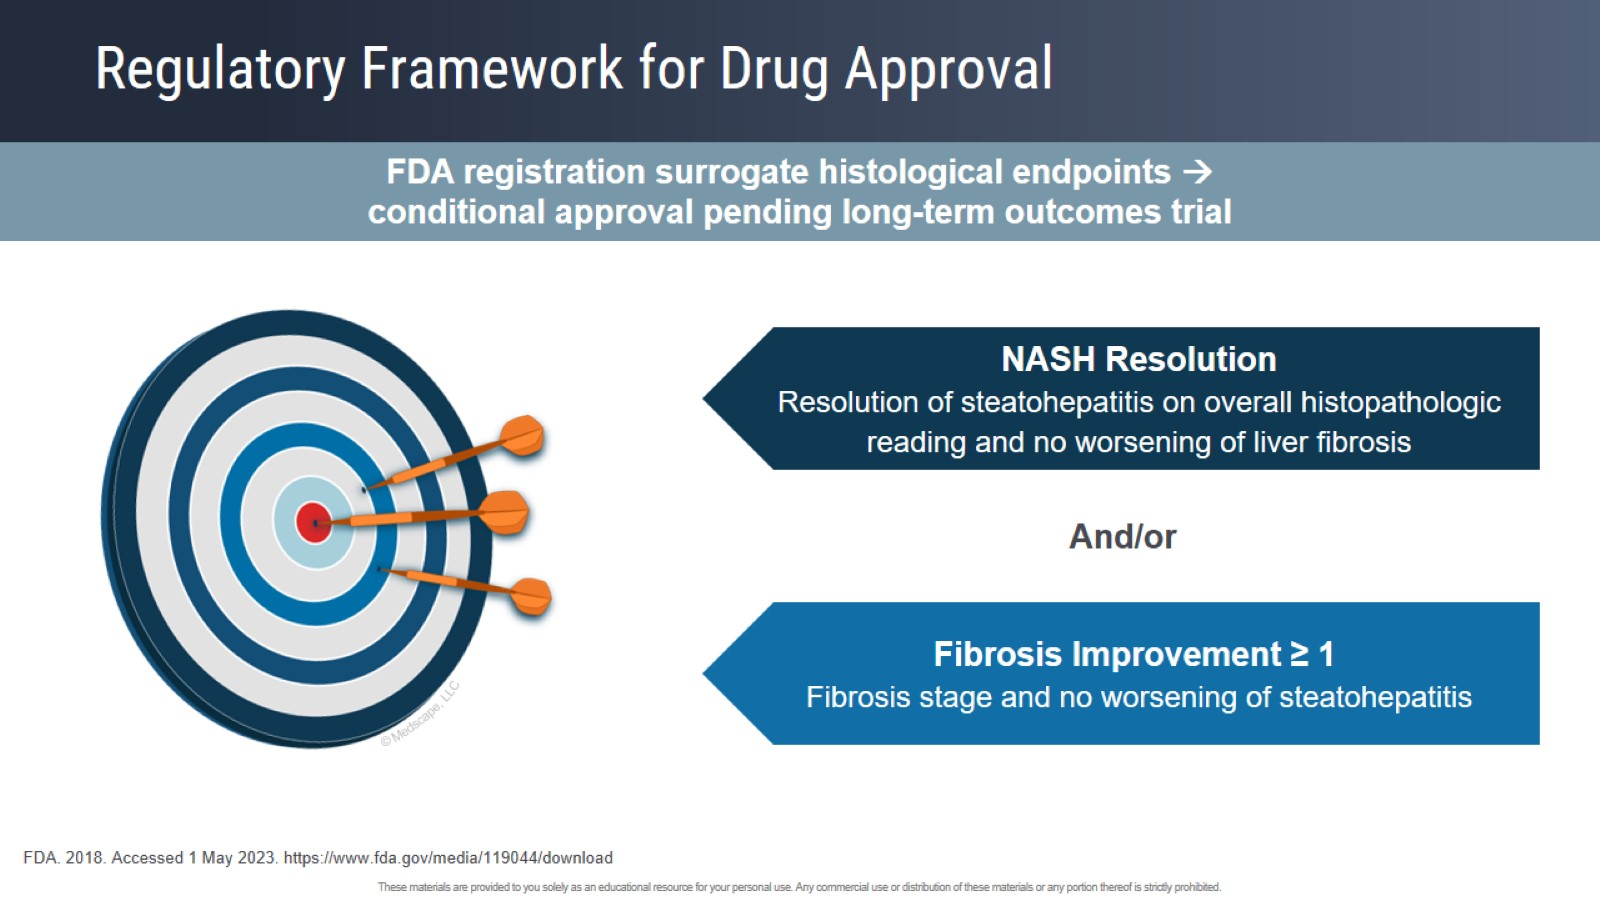 Regulatory Framework for Drug Approval
FDA registration surrogate histological endpoints →
conditional approval pending long-term outcomes trial
NASH Resolution
Resolution of steatohepatitis on overall histopathologic
reading and no worsening of liver fibrosis
And/or
Fibrosis Improvement ≥ 1
Fibrosis stage and no worsening of steatohepatitis
© Medscape, LLC
FDA. 2018. Accessed 1 May 2023. https://www.fda.gov/media/119044/download
These materials are provided to you solely as an educational resource for your personal use. Any commercial use or distribution of these materials or any portion thereof is strictly prohibited.